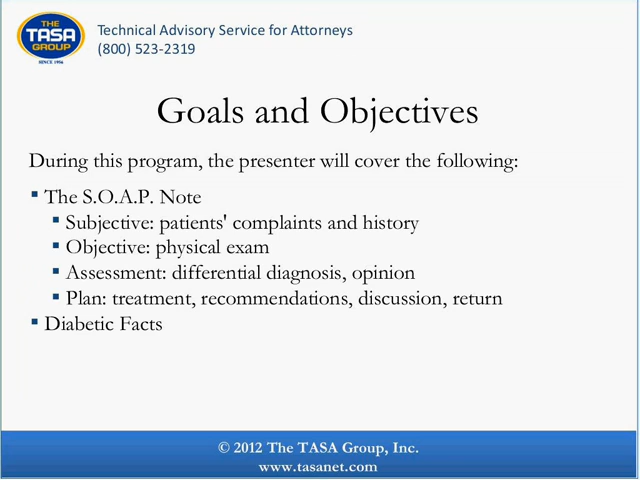 THE
TASA
GROUP
SINCE 1956
Technical Advisory Service for Attorneys
(800) 523-2319
Goals and Objectives
During this program, the presenter will cover the following:
▪ The S.O.A.P. Note
▪ Subjective: patients' complaints and history
▪ Objective: physical exam
▪ Assessment: differential diagnosis, opinion
▪ Plan: treatment, recommendations, discussion, return
▪ Diabetic Facts
© 2012 The TASA Group, Inc.
www.tasanet.com